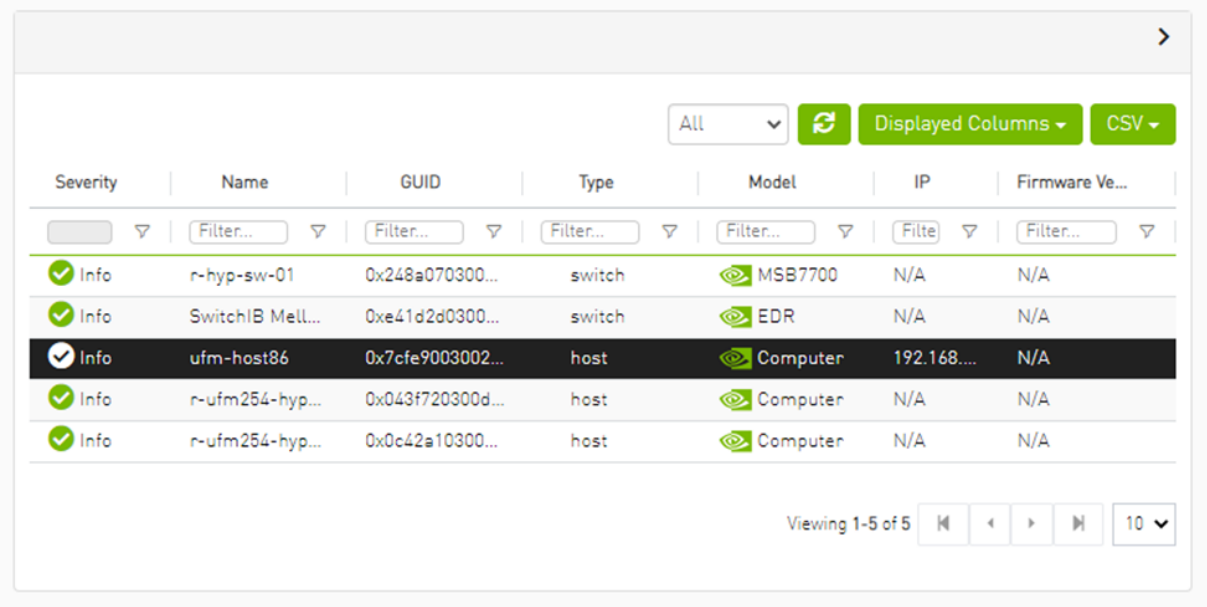 All
Displayed Columns
CSV
Severity Name GUID Type Model IP Firmware Ve...
Filter... Filter... Filter... Filter... Filte Filter...
Info r-hyp-sw-01 0x248a070300... switch MSB7700 N/A N/A
Info SwitchIB Mell... 0xe41d2d0300... switch EDR N/A N/A
Info ufm-host86 0x7cfe9003002... host Computer 192.168.... N/A
Info r-ufm254-hyp... 0x043f720300d... host Computer N/A N/A
Info r-ufm254-hyp... 0x0c42a10300... host Computer N/A N/A
Viewing 1-5 of 5
10